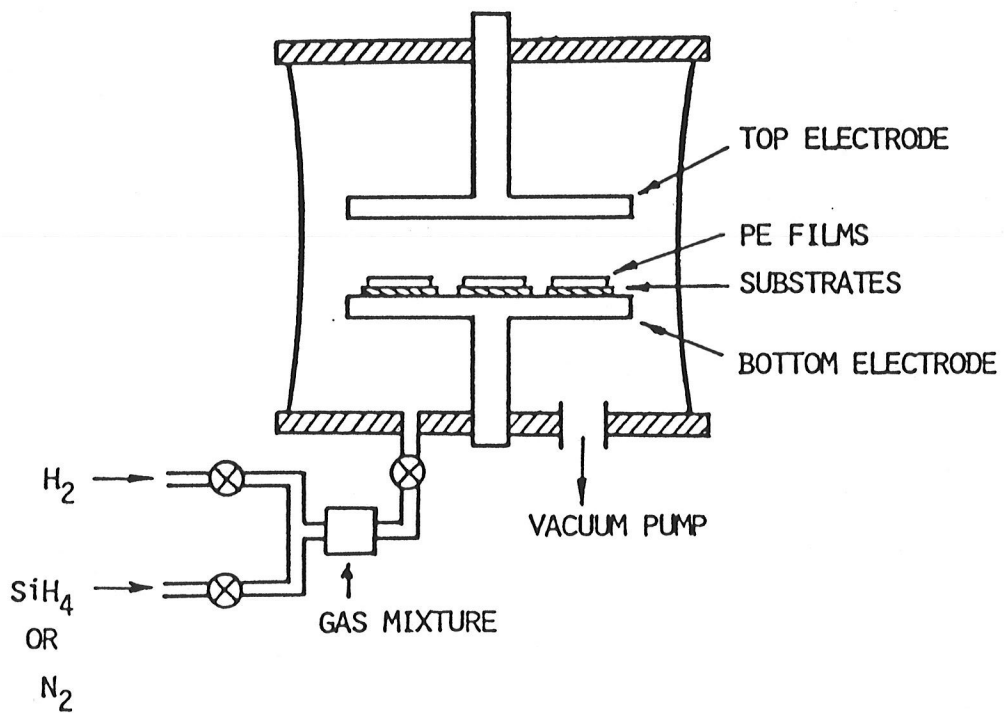 TOP ELECTRODE
PE FILMS
SUBSTRATES
BOTTOM ELECTRODE
H2
VACUUM PUMP
SiH4
GAS MIXTURE
OR
N2